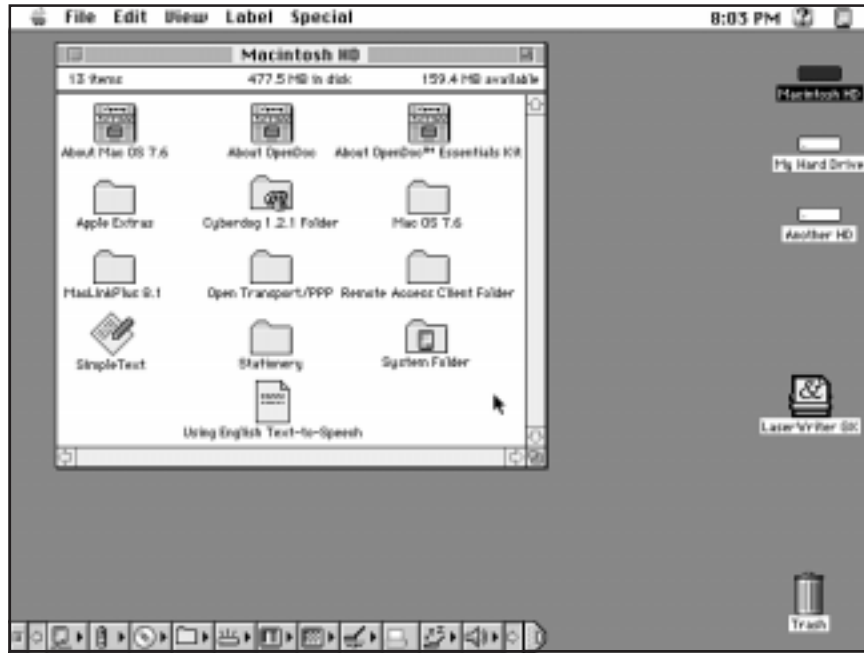 File Edit View Label Special 8:03 PM
Macintosh HD
13 items 477.5 MB in disk 159.4 MB available
About Mac OS 7.6 About OpenDoc About OpenDoc™ Essentials Kit
Apple Extras Cyberdog 1.2.1 Folder Mac OS 7.6
MacLinkPlus 8.1 Open Transport/PPP Remote Access Client Folder
SimpleText Stationery System Folder
Using English Text-to-Speech
Macintosh HD
My Hard Drive
Another HD
LaserWriter GX
Trash